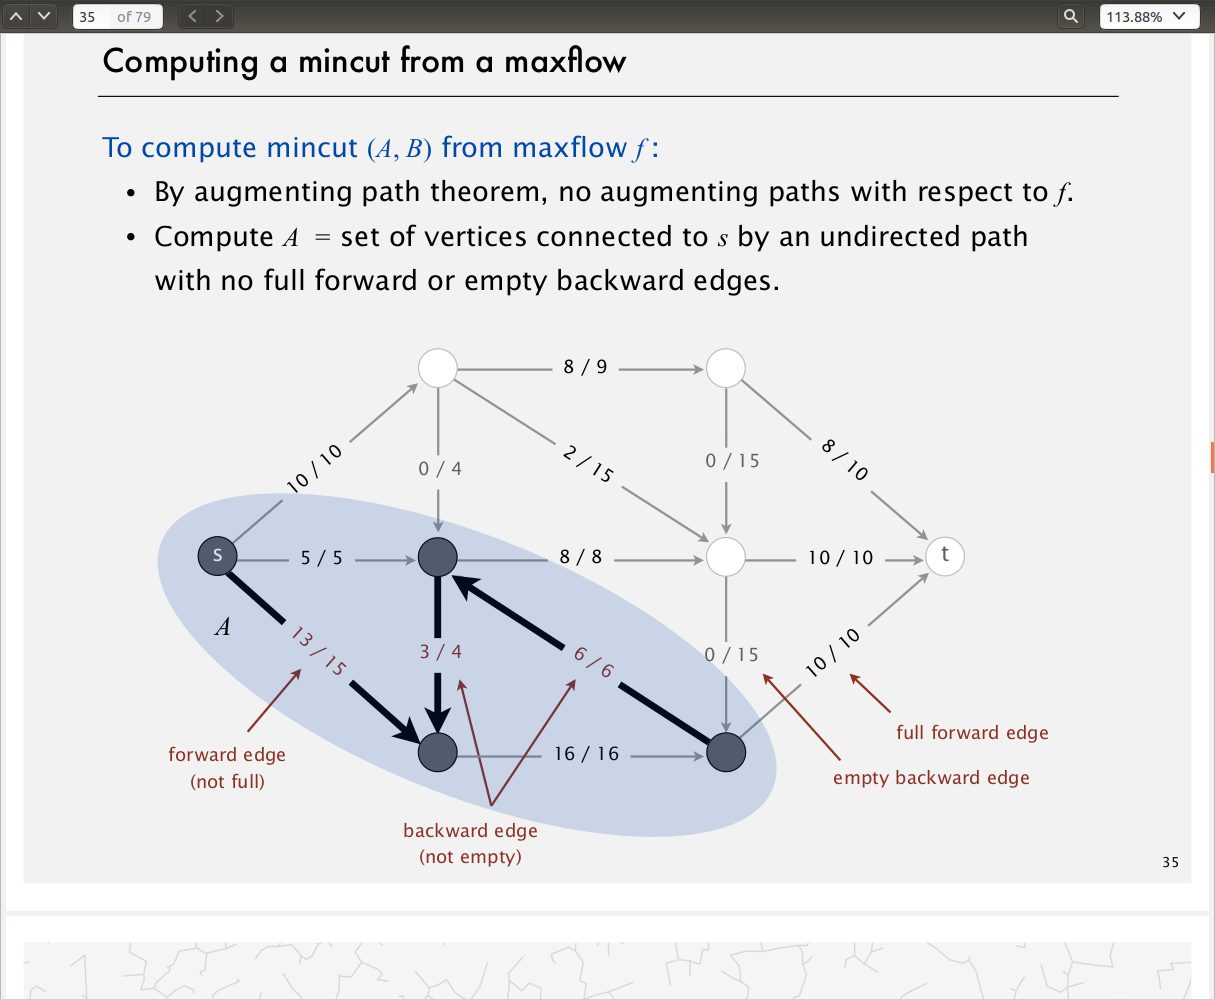 35 of 79
113.88%
Computing a mincut from a maxflow
To compute mincut (A, B) from maxflow f :
• By augmenting path theorem, no augmenting paths with respect to f.
• Compute A = set of vertices connected to s by an undirected path
with no full forward or empty backward edges.
8 / 9
10 / 10
0 / 4
2 / 15
0 / 15
8 / 10
s
5 / 5
8 / 8
10 / 10
t
A
13 / 15
3 / 4
6 / 6
0 / 15
10 / 10
full forward edge
forward edge
(not full)
16 / 16
empty backward edge
backward edge
(not empty)
35